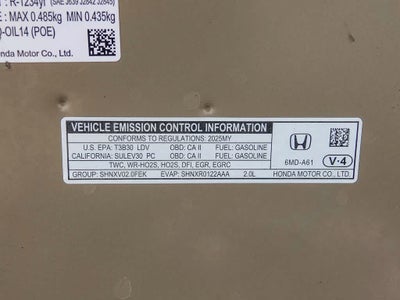 R-1234yf (SAE J639 J2842 J2845)
: MAX 0.485kg MIN 0.435kg
-OIL14 (POE)
Honda Motor Co., Ltd.
VEHICLE EMISSION CONTROL INFORMATION
CONFORMS TO REGULATIONS: 2025MY
U.S. EPA: T3B30 LDV OBD: CA II FUEL: GASOLINE
CALIFORNIA: SULEV30 PC OBD: CA II FUEL: GASOLINE
TWC, WR-HO2S, HO2S, DFI, EGR, EGRC
GROUP: SHNXV02.0FEK EVAP: SHNXR0122AAA 2.0L
HONDA
6MD-A61 V-4
HONDA MOTOR CO., LTD.